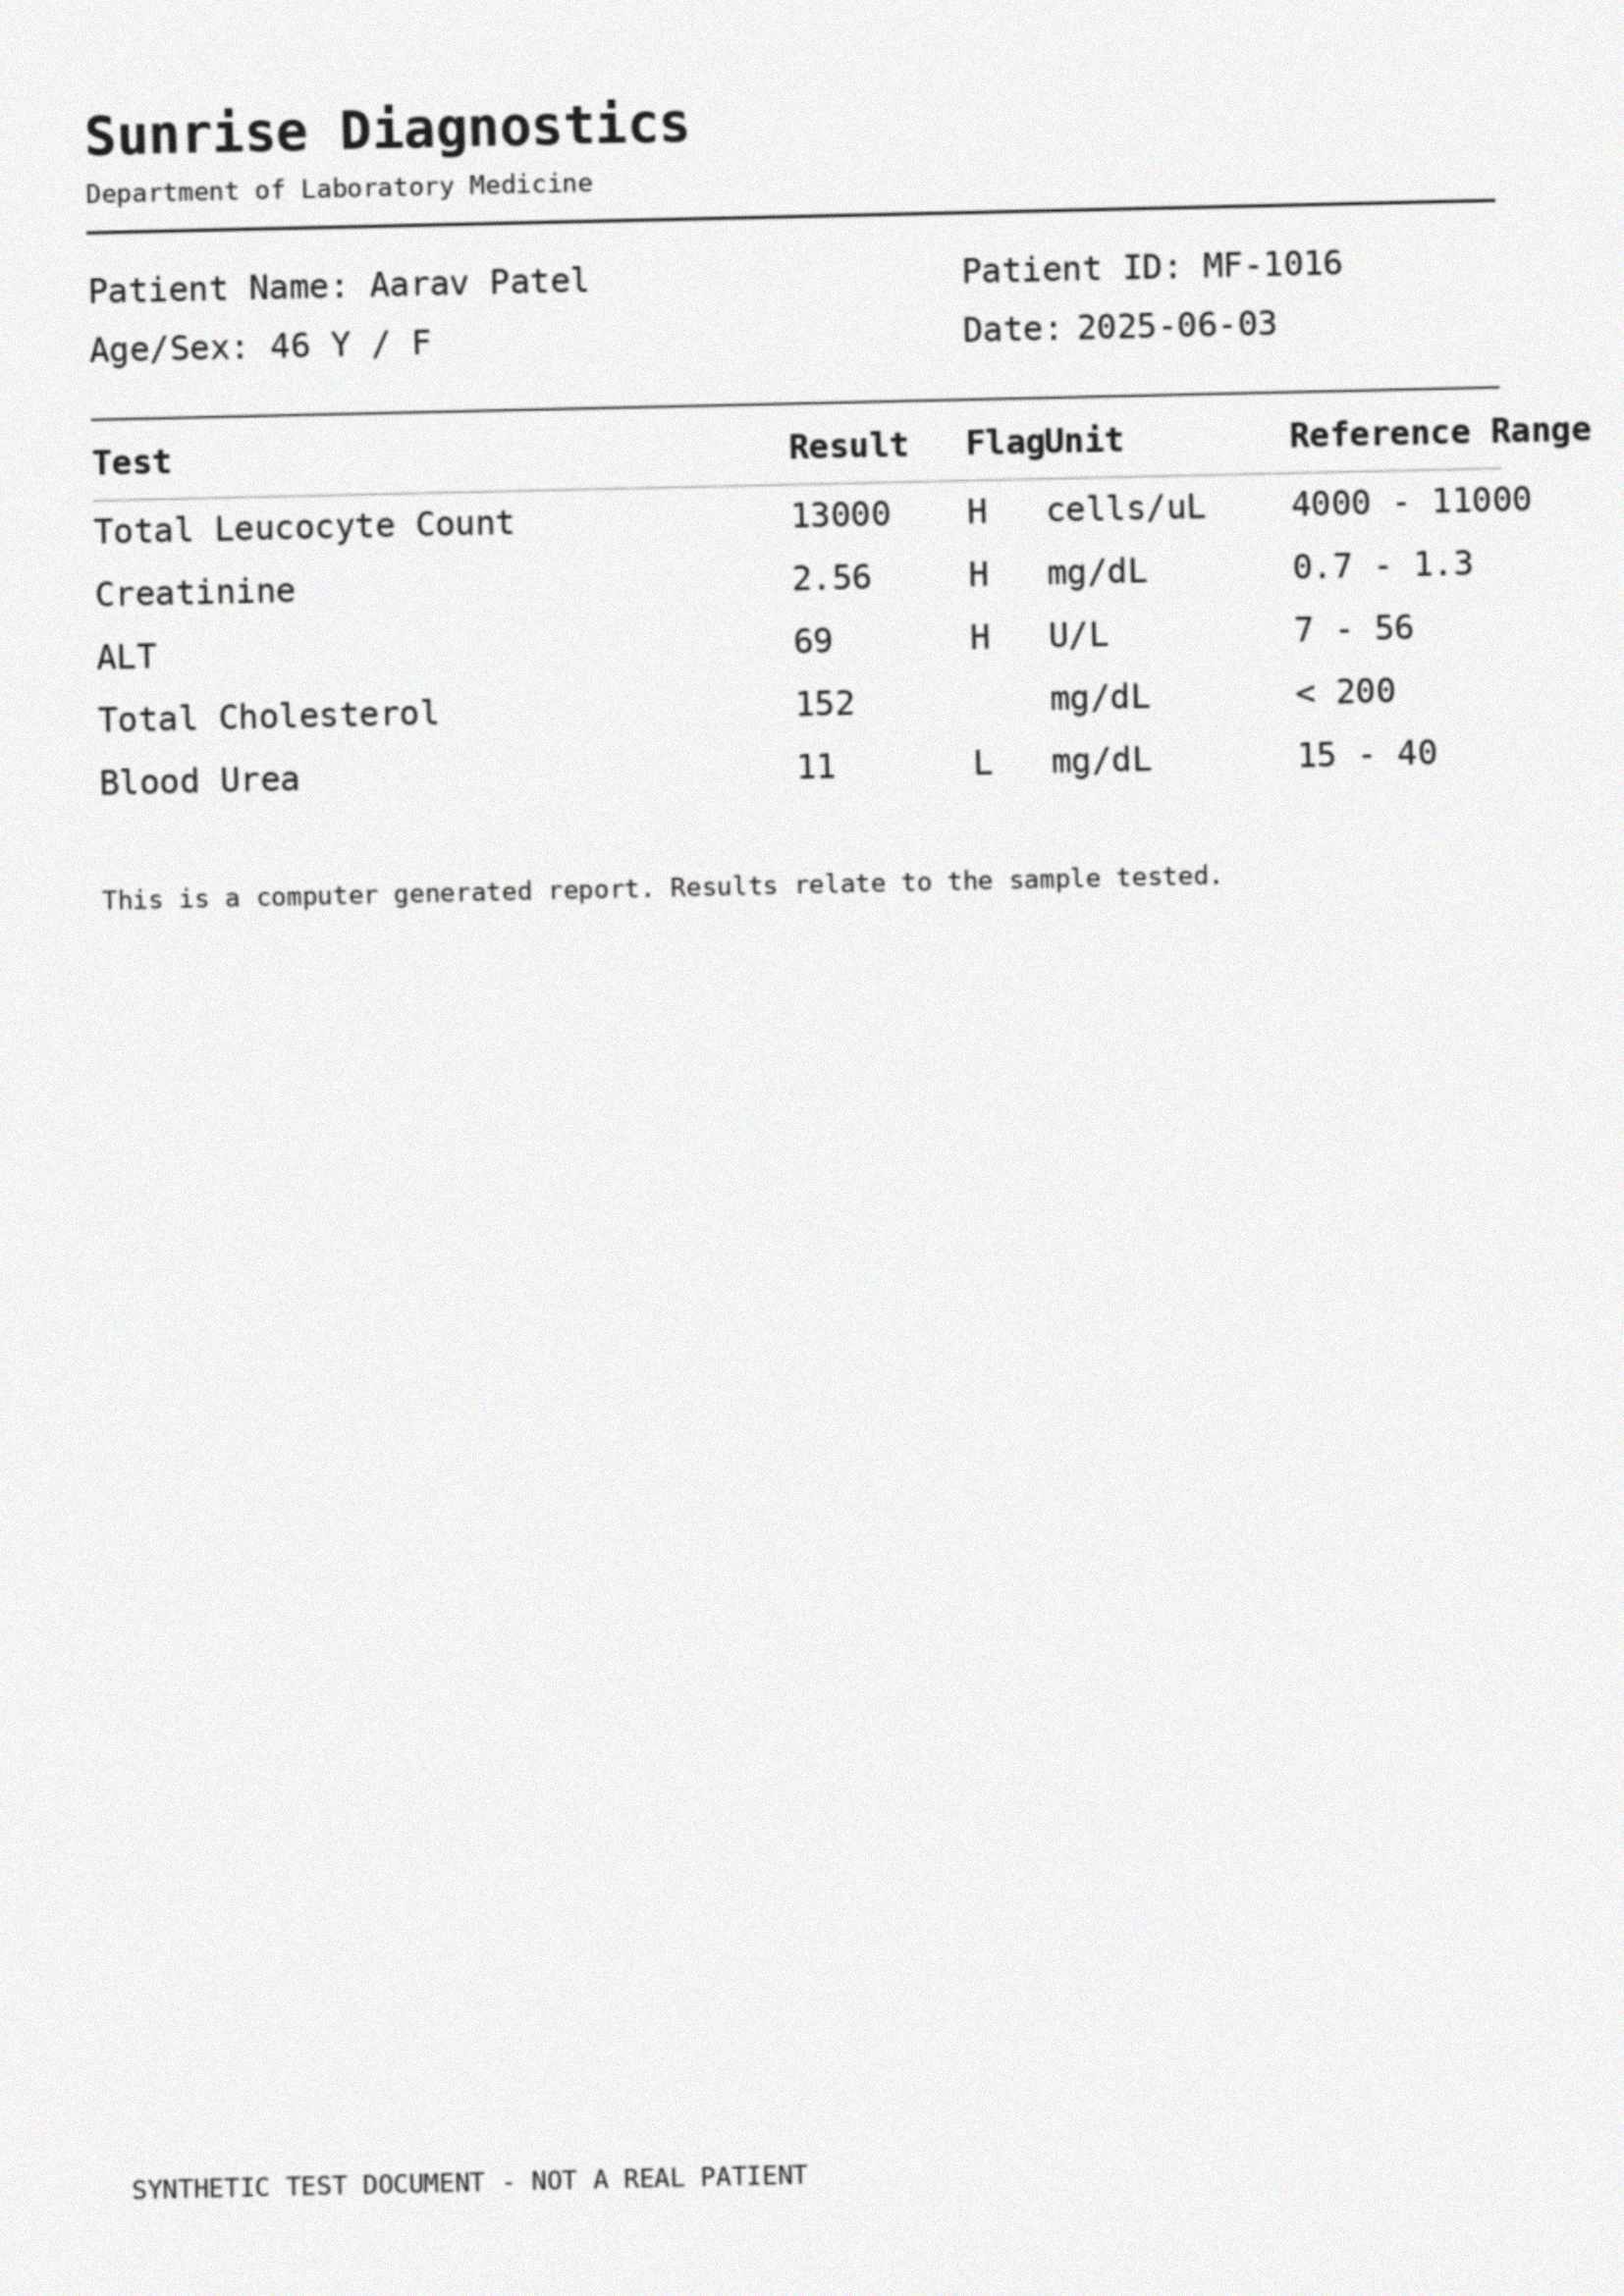 Sunrise Diagnostics
Department of Laboratory Medicine
Patient Name: Aarav Patel Patient ID: MF-1016
Age/Sex: 46 Y / F Date: 2025-06-03
Test Result FlagUnit Reference Range
Total Leucocyte Count 13000 H cells/uL 4000 - 11000
Creatinine 2.56 H mg/dL 0.7 - 1.3
ALT 69 H U/L 7 - 56
Total Cholesterol 152 mg/dL < 200
Blood Urea 11 L mg/dL 15 - 40
This is a computer generated report. Results relate to the sample tested.
SYNTHETIC TEST DOCUMENT - NOT A REAL PATIENT